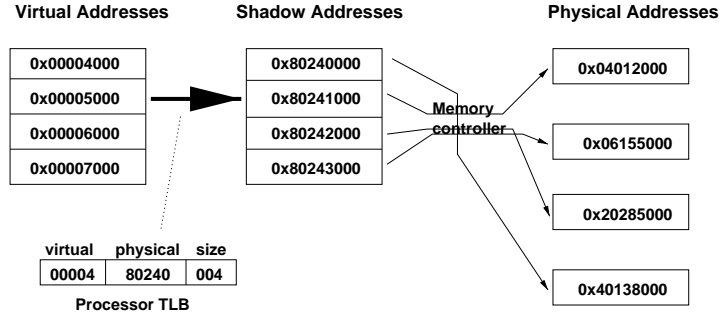 Virtual Addresses
Shadow Addresses
Physical Addresses
0x00004000
0x00005000
0x00006000
0x00007000
0x80240000
0x80241000
0x80242000
0x80243000
Memory
controller
0x04012000
0x06155000
0x20285000
0x40138000
virtual physical size
00004 80240 004
Processor TLB